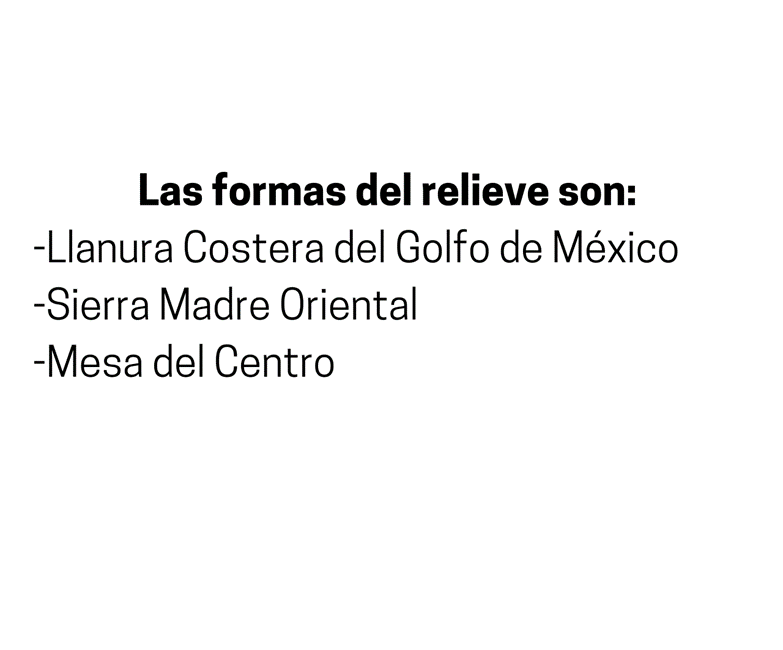 Las formas del relieve son:
-Llanura Costera del Golfo de México
-Sierra Madre Oriental
-Mesa del Centro